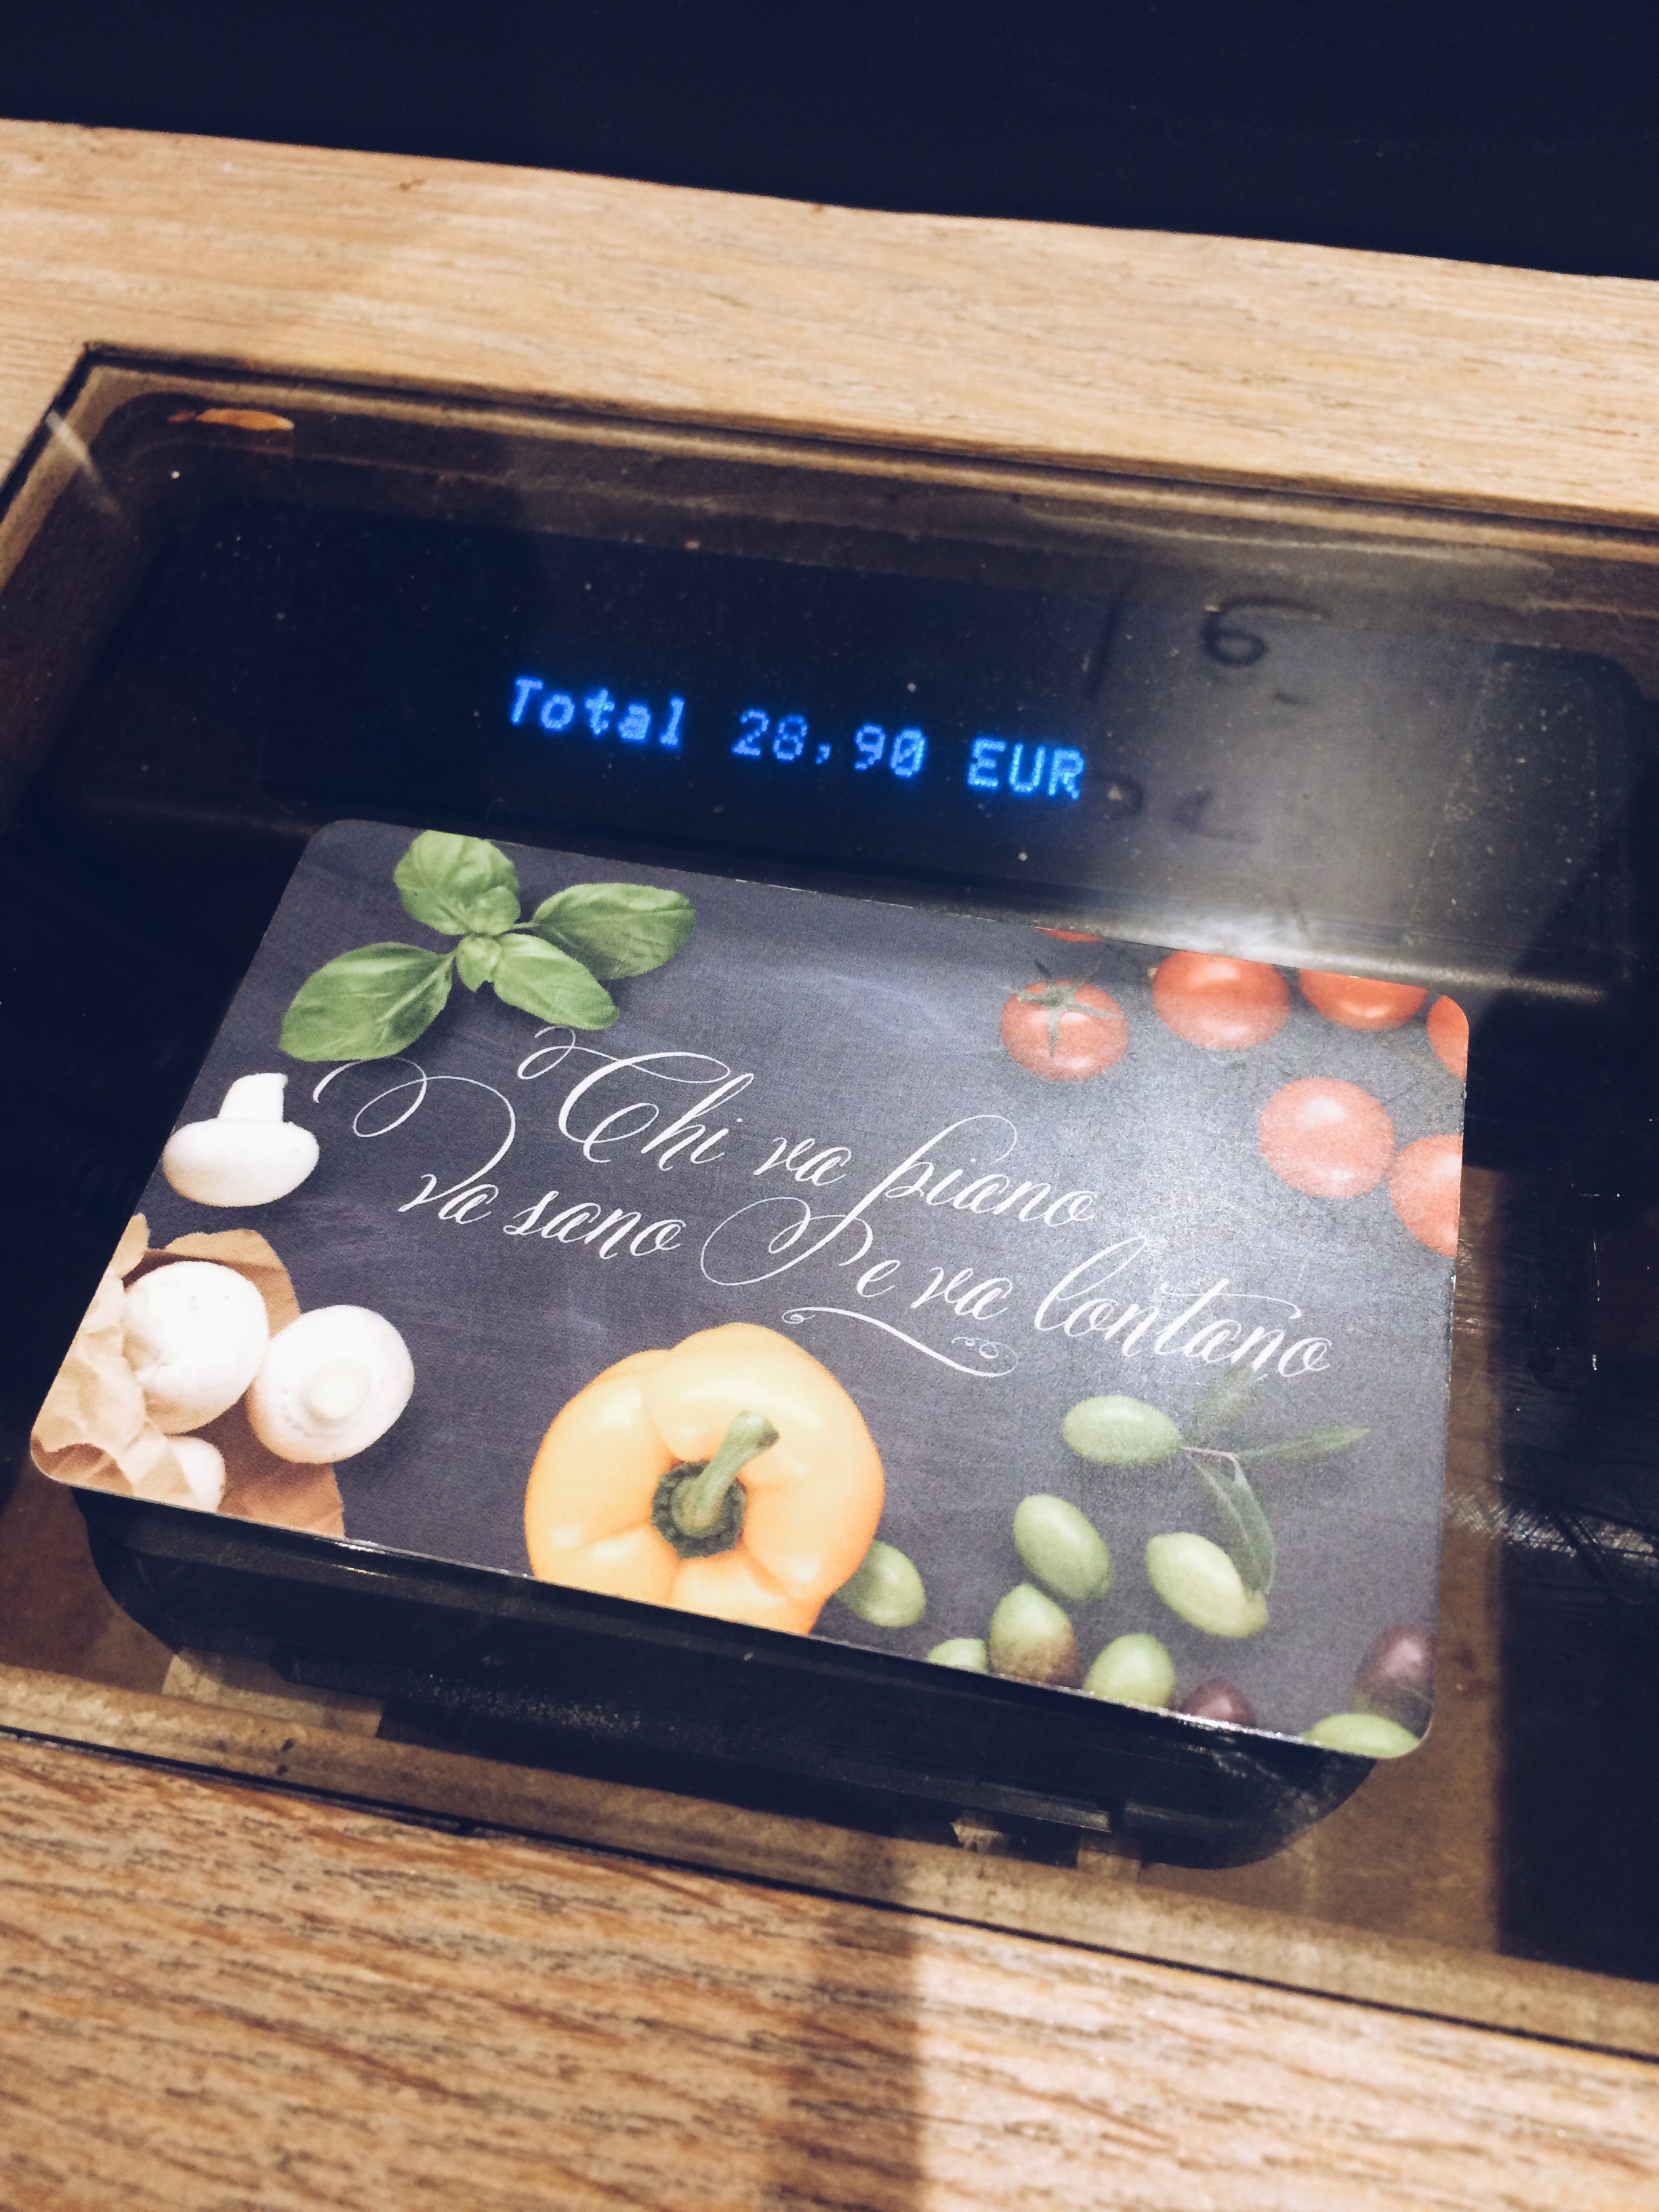 Total 28,90 EUR
Chi va piano
va sano e va lontano